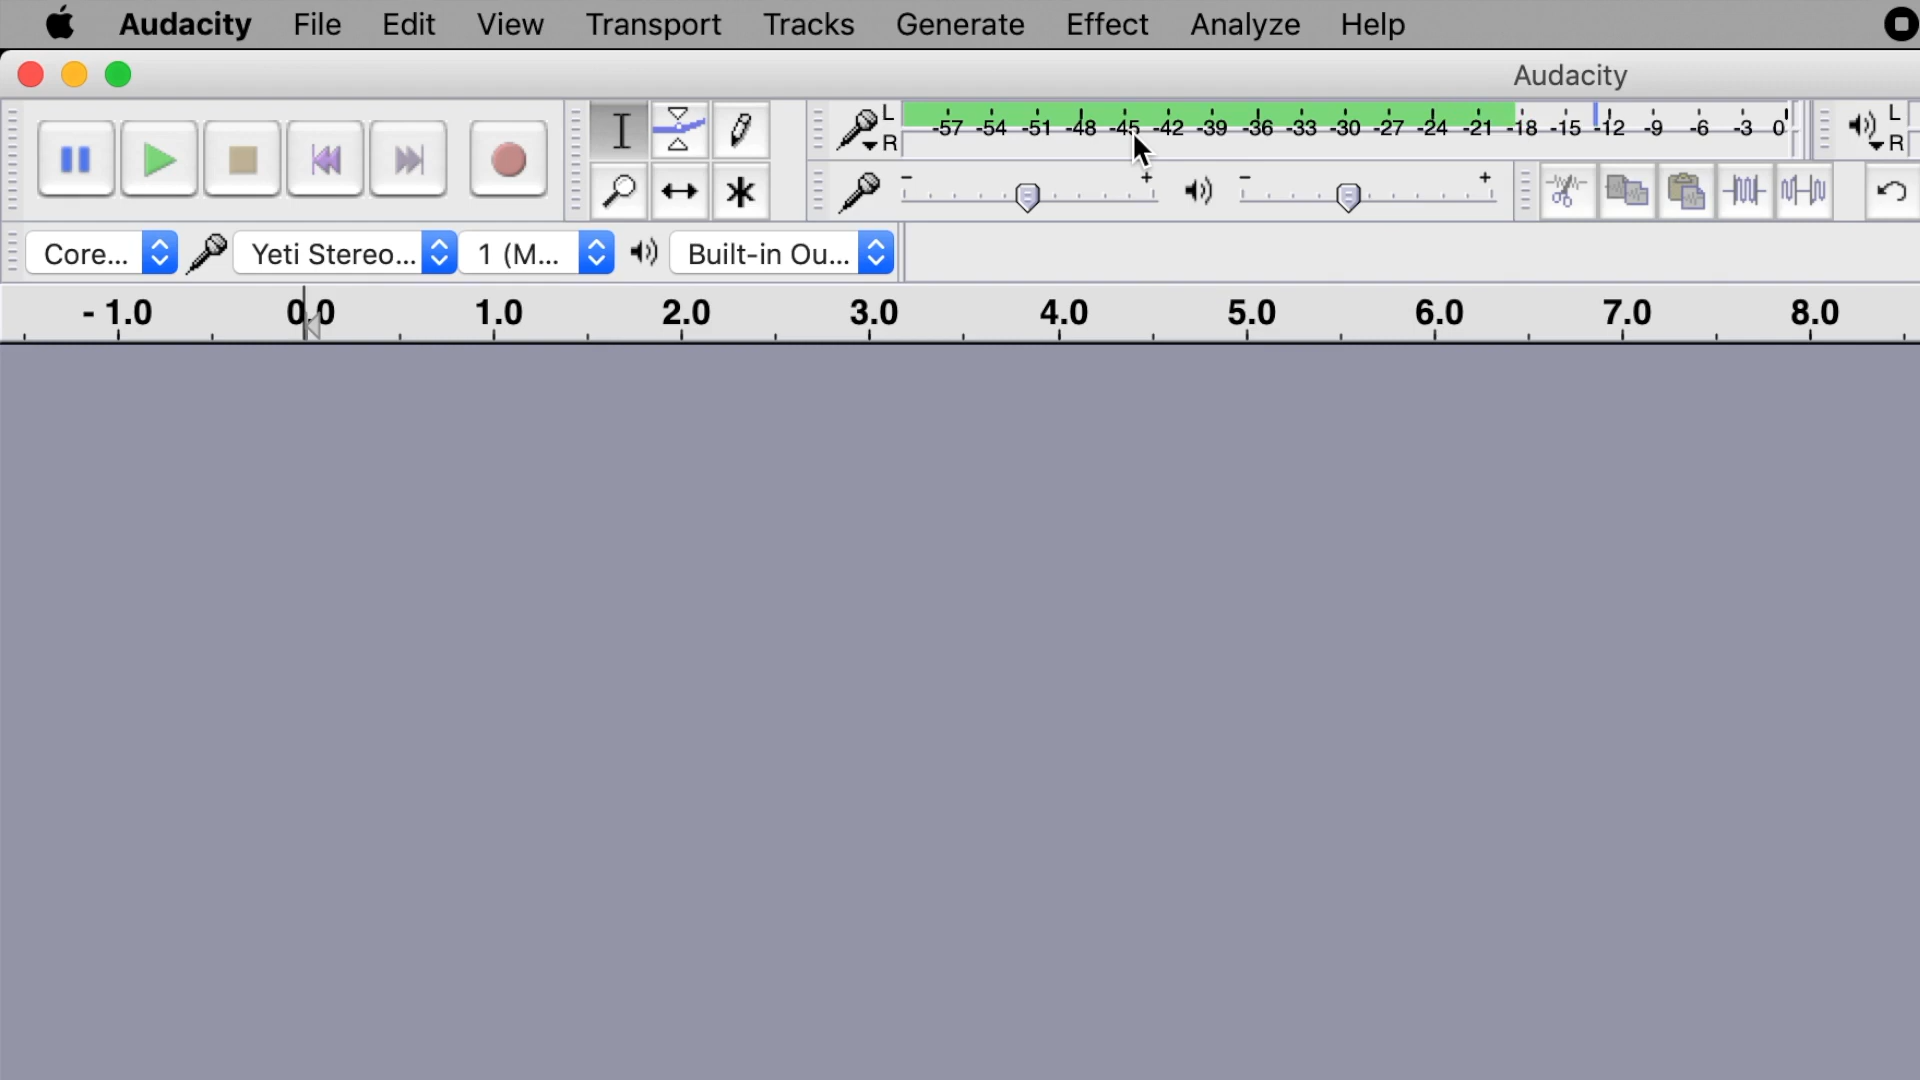 Audacity File Edit View Transport Tracks Generate Effect Analyze Help
Audacity
L -57 -54 -51 -48 -45 -42 -39 -36 -33 -30 -27 -24 -21 -18 -15 -12 -9 -6 -3 0 L
R R
- + - +
Core... Yeti Stereo... 1 (M... Built-in Ou...
- 1.0 0.0 1.0 2.0 3.0 4.0 5.0 6.0 7.0 8.0